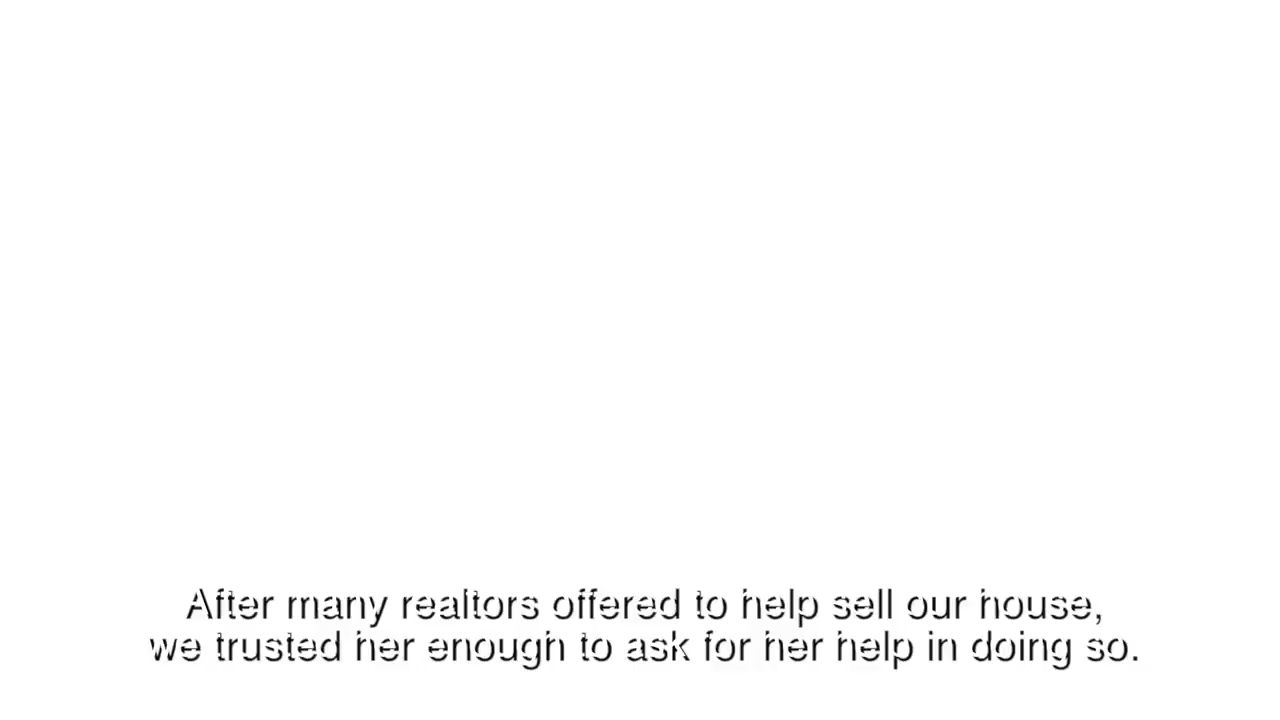 After many realtors offered to help sell our house,
we trusted her enough to ask for her help in doing so.